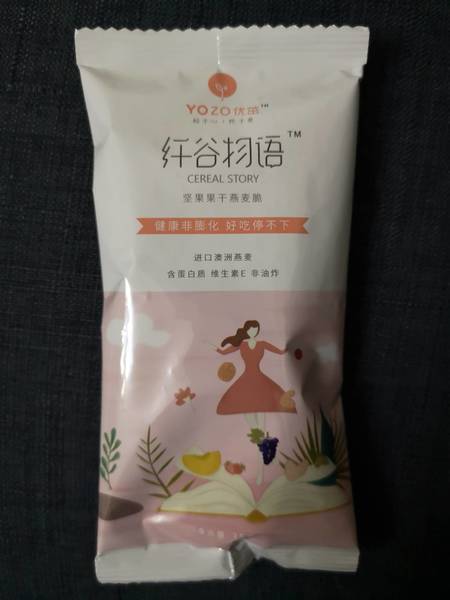 YOZO优茁™
纤谷物语™
CEREAL STORY
坚果果干燕麦脆
健康非膨化 好吃停不下
进口澳洲燕麦
含蛋白质 维生素E 非油炸